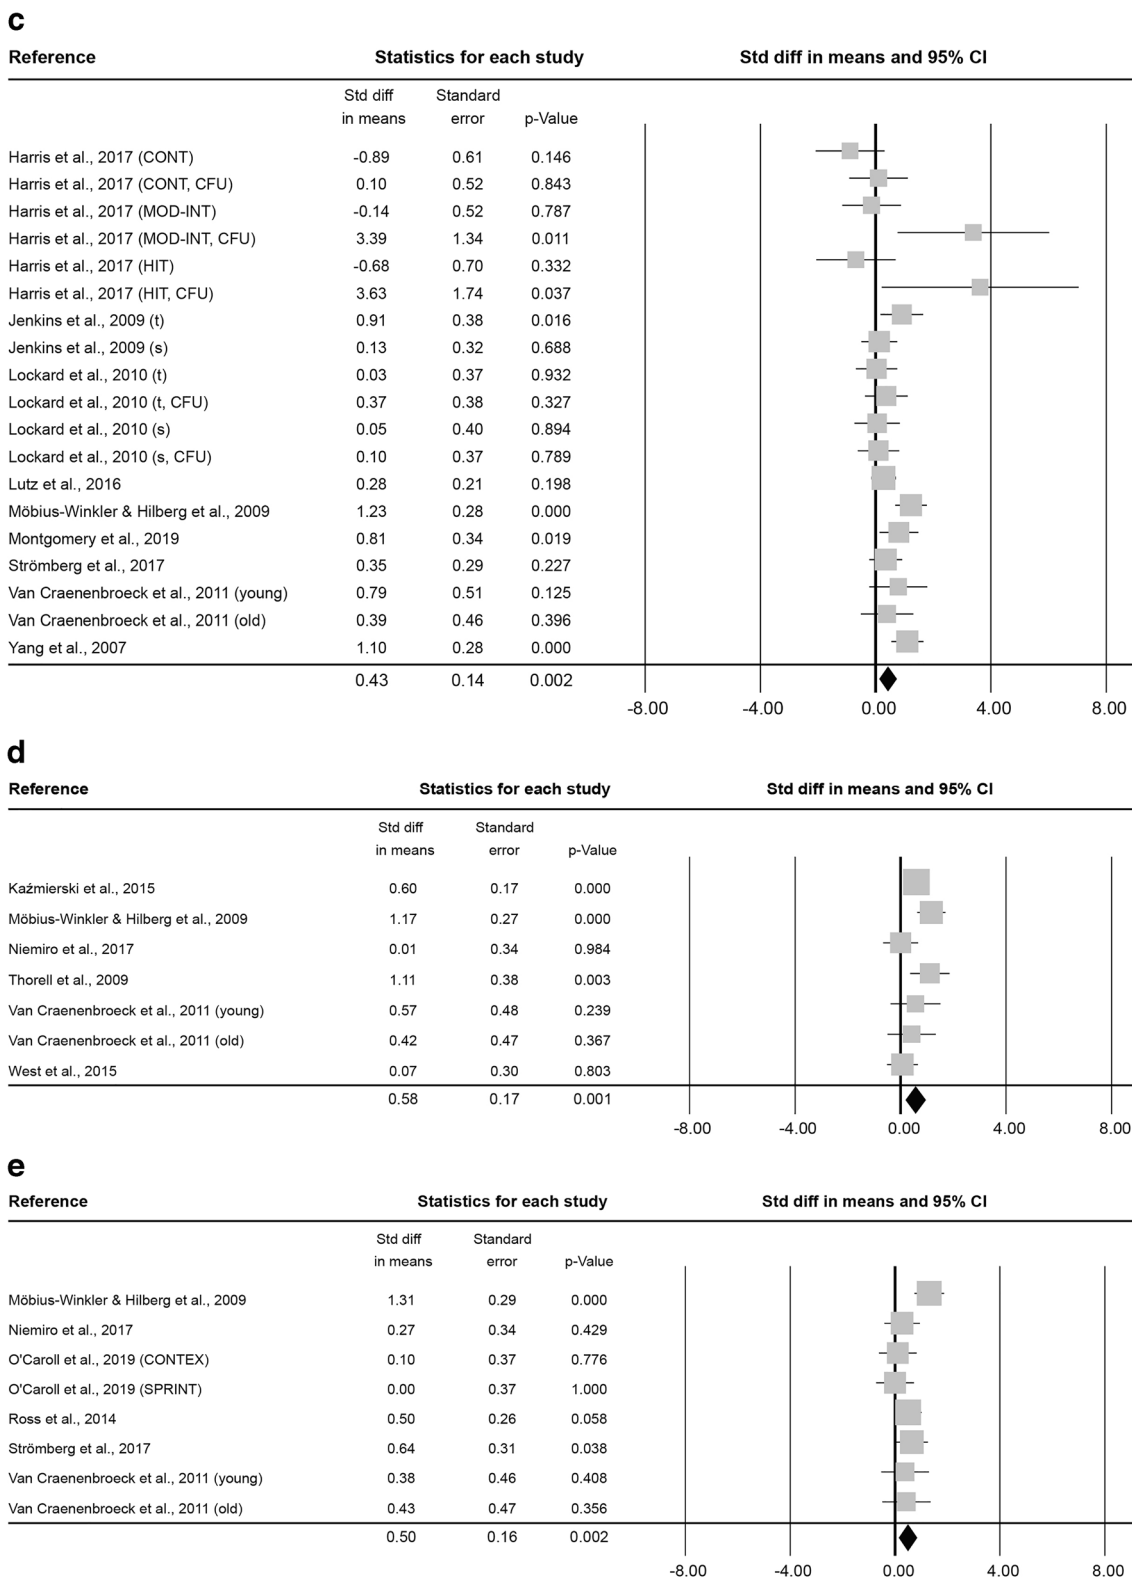 c
Reference Statistics for each study Std diff in means and 95% CI
Std diff Standard
in means error p-Value
Harris et al., 2017 (CONT) -0.89 0.61 0.146
Harris et al., 2017 (CONT, CFU) 0.10 0.52 0.843
Harris et al., 2017 (MOD-INT) -0.14 0.52 0.787
Harris et al., 2017 (MOD-INT, CFU) 3.39 1.34 0.011
Harris et al., 2017 (HIT) -0.68 0.70 0.332
Harris et al., 2017 (HIT, CFU) 3.63 1.74 0.037
Jenkins et al., 2009 (t) 0.91 0.38 0.016
Jenkins et al., 2009 (s) 0.13 0.32 0.688
Lockard et al., 2010 (t) 0.03 0.37 0.932
Lockard et al., 2010 (t, CFU) 0.37 0.38 0.327
Lockard et al., 2010 (s) 0.05 0.40 0.894
Lockard et al., 2010 (s, CFU) 0.10 0.37 0.789
Lutz et al., 2016 0.28 0.21 0.198
Möbius-Winkler & Hilberg et al., 2009 1.23 0.28 0.000
Montgomery et al., 2019 0.81 0.34 0.019
Strömberg et al., 2017 0.35 0.29 0.227
Van Craenenbroeck et al., 2011 (young) 0.79 0.51 0.125
Van Craenenbroeck et al., 2011 (old) 0.39 0.46 0.396
Yang et al., 2007 1.10 0.28 0.000
0.43 0.14 0.002
-8.00 -4.00 0.00 4.00 8.00
d
Reference Statistics for each study Std diff in means and 95% CI
Std diff Standard
in means error p-Value
Kaźmierski et al., 2015 0.60 0.17 0.000
Möbius-Winkler & Hilberg et al., 2009 1.17 0.27 0.000
Niemiro et al., 2017 0.01 0.34 0.984
Thorell et al., 2009 1.11 0.38 0.003
Van Craenenbroeck et al., 2011 (young) 0.57 0.48 0.239
Van Craenenbroeck et al., 2011 (old) 0.42 0.47 0.367
West et al., 2015 0.07 0.30 0.803
0.58 0.17 0.001
-8.00 -4.00 0.00 4.00 8.00
e
Reference Statistics for each study Std diff in means and 95% CI
Std diff Standard
in means error p-Value
Möbius-Winkler & Hilberg et al., 2009 1.31 0.29 0.000
Niemiro et al., 2017 0.27 0.34 0.429
O'Caroll et al., 2019 (CONTEX) 0.10 0.37 0.776
O'Caroll et al., 2019 (SPRINT) 0.00 0.37 1.000
Ross et al., 2014 0.50 0.26 0.058
Strömberg et al., 2017 0.64 0.31 0.038
Van Craenenbroeck et al., 2011 (young) 0.38 0.46 0.408
Van Craenenbroeck et al., 2011 (old) 0.43 0.47 0.356
0.50 0.16 0.002
-8.00 -4.00 0.00 4.00 8.00